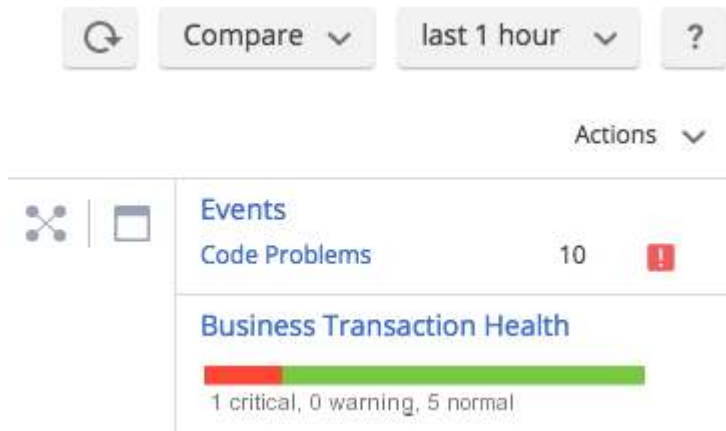 Compare last 1 hour ?
Actions
Events
Code Problems 10 !
Business Transaction Health
1 critical, 0 warning, 5 normal